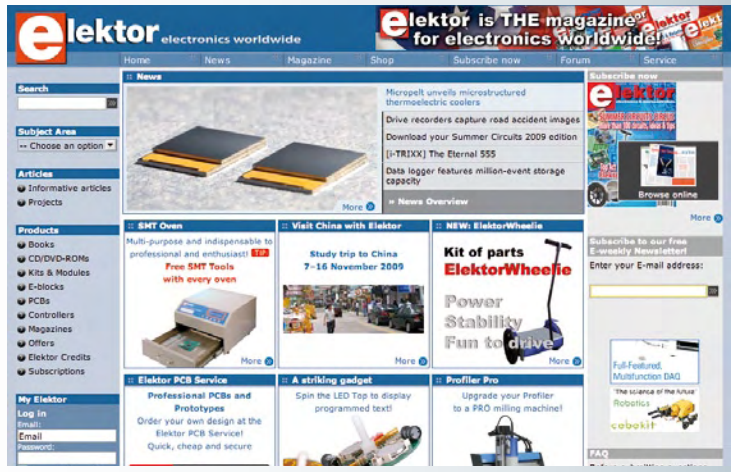 elektor electronics worldwide
elektor is THE magazine
for electronics worldwide!
Home News Magazine Shop Subscribe now Forum Service
Search
Subject Area
-- Choose an option
Articles
Informative articles
Projects
Products
Books
CD/DVD-ROMs
Kits & Modules
E-blocks
PCBs
Controllers
Magazines
Offers
Elektor Credits
Subscriptions
My Elektor
Log in
Email:
Email
Password:
:: News
Micropelt unveils microstructured
thermoelectric coolers
Drive recorders capture road accident images
Download your Summer Circuits 2009 edition
[i-TRIXX] The Eternal 555
Data logger features million-event storage
capacity
» News Overview
More
:: SMT Oven
Multi-purpose and indispensable to
professional and enthusiast! TIP
Free SMT Tools
with every oven
More
:: Visit China with Elektor
Study trip to China
7-16 November 2009
More
:: NEW: ElektorWheelie
Kit of parts
ElektorWheelie
Power
Stability
Fun to drive
More
:: Elektor PCB Service
Professional PCBs and
Prototypes
Order your own design at the
Elektor PCB Service!
Quick, cheap and secure
:: A striking gadget
Spin the LED Top to display
programmed text!
:: Profiler Pro
Upgrade your Profiler
to a PRO milling machine!
Subscribe now
elektor
SUMMER CIRCUITS
More than 100 circuits, ideas & tips
Browse online
More
Subscribe to our free
E-weekly Newsletter!
Enter your E-mail address:
Full-Featured,
Multifunction DAQ
'The science of the future'
Robotics
cebekit
FAQ